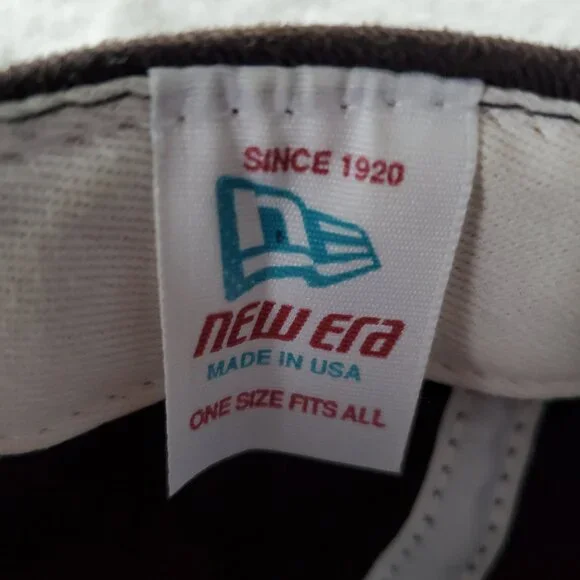 SINCE 1920
NEW ERA
MADE IN USA
ONE SIZE FITS ALL